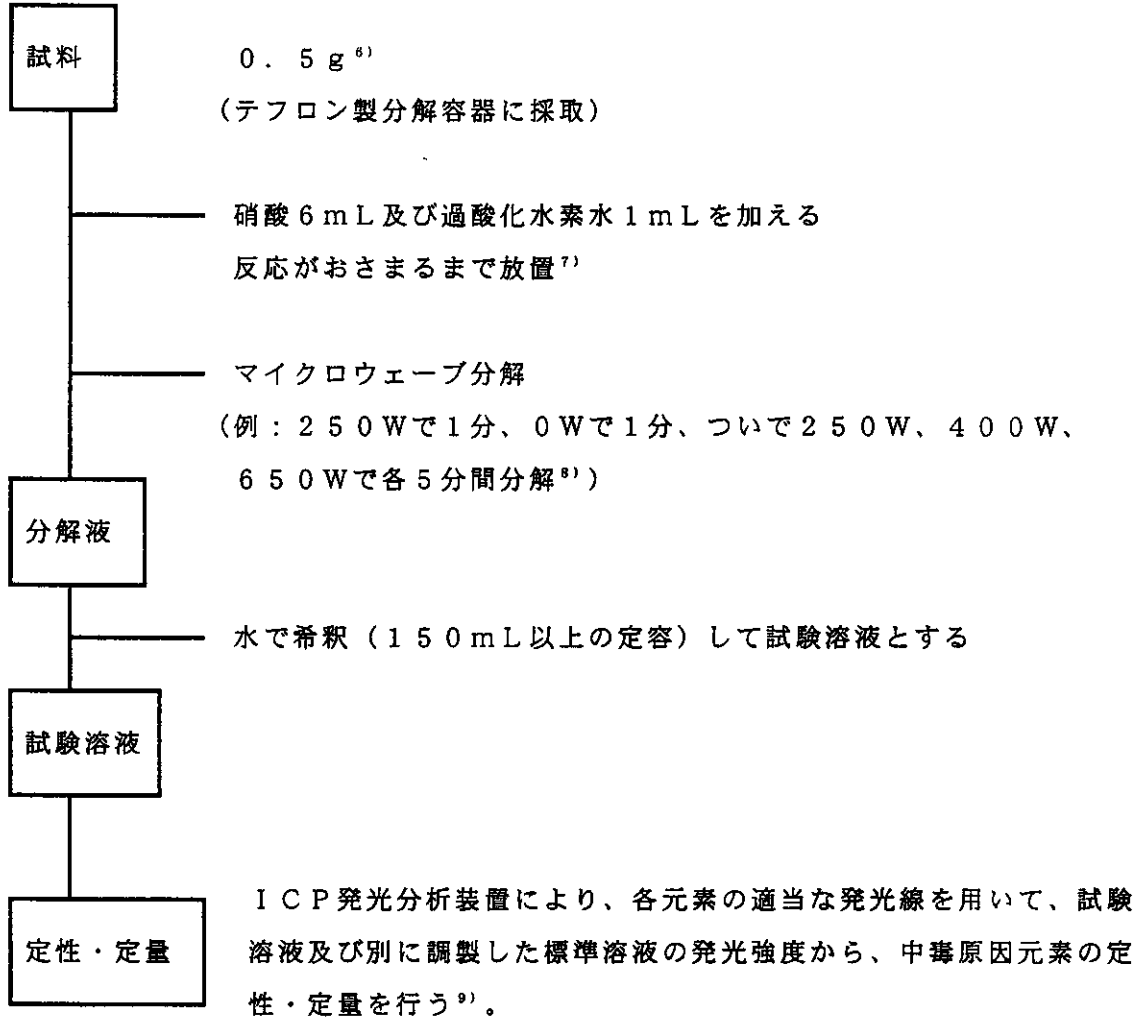 試料
０．５ｇ⁶⁾
（テフロン製分解容器に採取）
硝酸６ｍＬ及び過酸化水素水１ｍＬを加える
反応がおさまるまで放置⁷⁾
マイクロウェーブ分解
（例：２５０Ｗで１分、０Ｗで１分、ついで２５０Ｗ、４００Ｗ、
６５０Ｗで各５分間分解⁸⁾）
分解液
水で希釈（１５０ｍＬ以上の定容）して試験溶液とする
試験溶液
定性・定量
ＩＣＰ発光分析装置により、各元素の適当な発光線を用いて、試験
溶液及び別に調製した標準溶液の発光強度から、中毒原因元素の定
性・定量を行う⁹⁾。